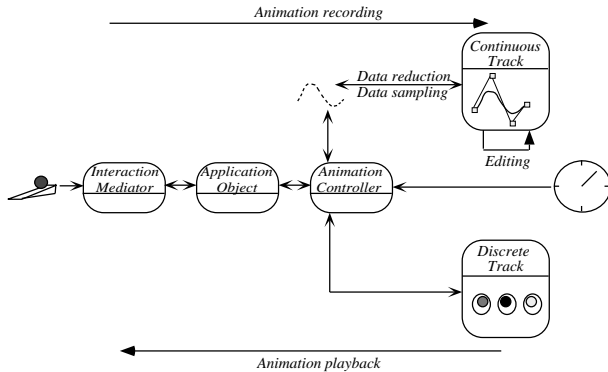 Animation recording
Continuous
Track
Data reduction
Data sampling
Editing
Interaction
Mediator
Application
Object
Animation
Controller
Discrete
Track
Animation playback